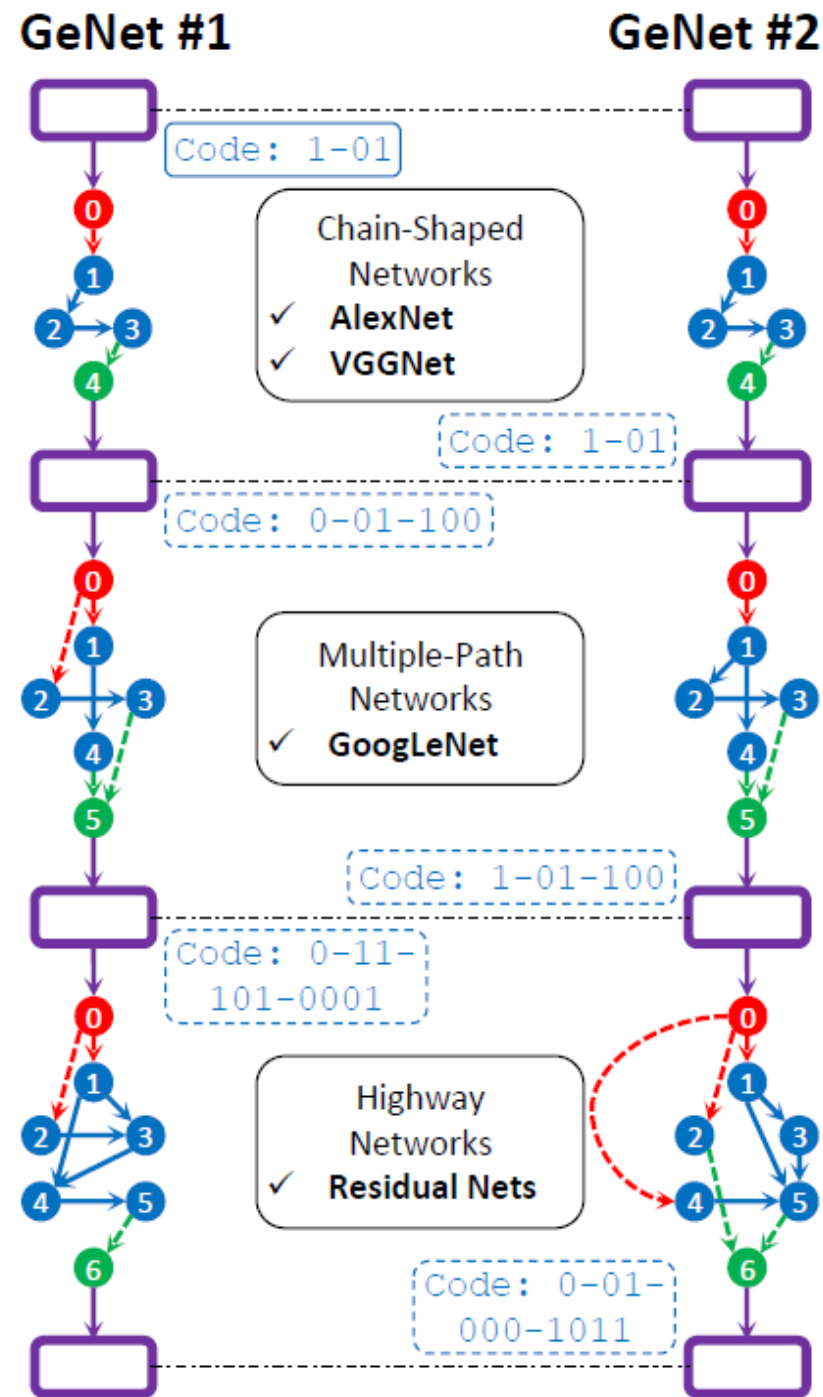 GeNet #1 GeNet #2
Code: 1-01
0 0
Chain-Shaped
1 1
Networks
2 3 ✓ AlexNet 2 3
✓ VGGNet
4 4
Code: 1-01
Code: 0-01-100
0 0
1 1
Multiple-Path
2 3 Networks 2 3
4 ✓ GoogLeNet 4
5 5
Code: 1-01-100
Code: 0-11-
101-0001
0 0
1 1
Highway
2 3 Networks 2 3
4 5 ✓ Residual Nets 4 5
6 6
Code: 0-01-
000-1011